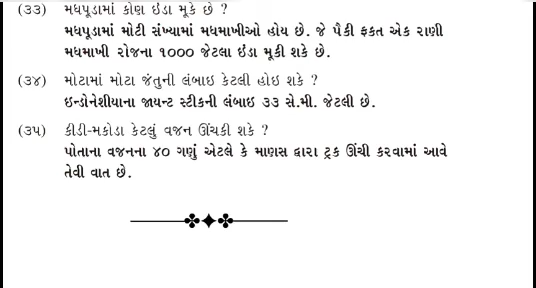 (૩૩) મધપૂડામાં કોણ ઇંડા મૂકે છે ?
મધપૂડામાં મોટી સંખ્યામાં મધમાખીઓ હોય છે. જે પૈકી ફકત એક રાણી
મધમાખી રોજના ૧૦૦૦ જેટલા ઇંડા મૂકી શકે છે.
(૩૪) મોટામાં મોટા જંતુની લંબાઇ કેટલી હોઇ શકે ?
ઇન્ડોનેશીયાના જાયન્ટ સ્ટીકની લંબાઇ ૩૩ સે.મી. જેટલી છે.
(૩૫) કીડી-મકોડા કેટલું વજન ઊંચકી શકે ?
પોતાના વજનના ૪૦ ગણું એટલે કે માણસ દ્વારા ટ્રક ઊંચી કરવામાં આવે
તેવી વાત છે.